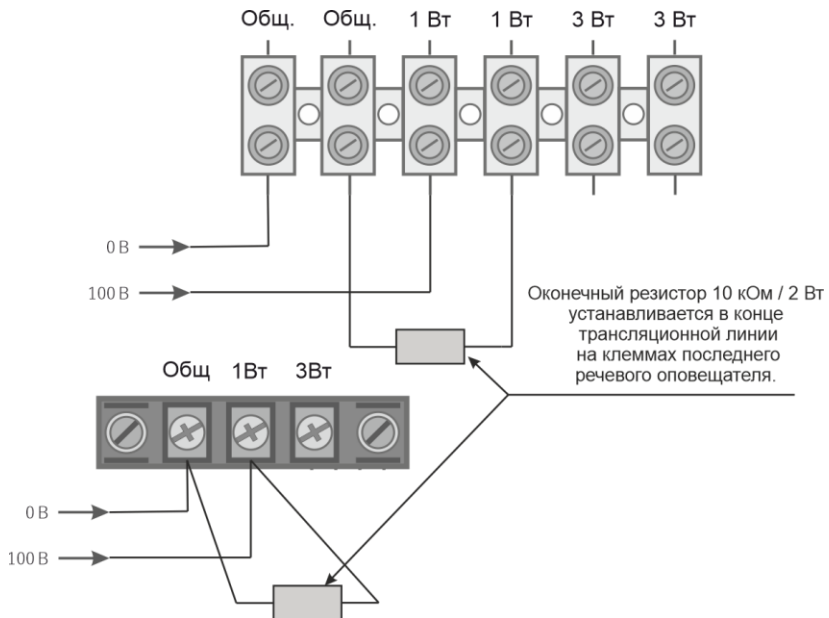 Общ. Общ. 1 Вт 1 Вт 3 Вт 3 Вт
0 В
100 В
Оконечный резистор 10 кОм / 2 Вт
устанавливается в конце
трансляционной линии
на клеммах последнего
речевого оповещателя.
Общ 1Вт 3Вт
0 В
100 В